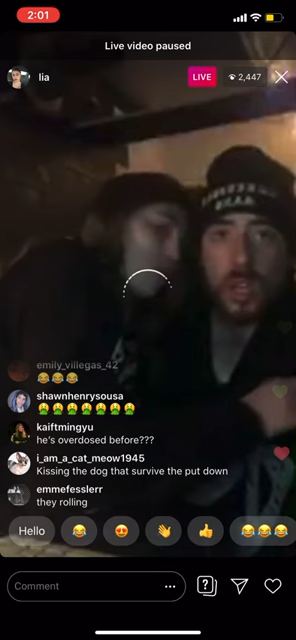 2:01
Live video paused
lia
LIVE
2,447
emily_villegas_42
😂😂😂
shawnhenrysousa
🤮🤮🤮🤮🤮🤮🤮🤮
kaiftmingyu
he's overdosed before???
i_am_a_cat_meow1945
Kissing the dog that survive the put down
emmefesslerr
they rolling
Hello 😂 😍 👋 👍 😂😂😂
Comment